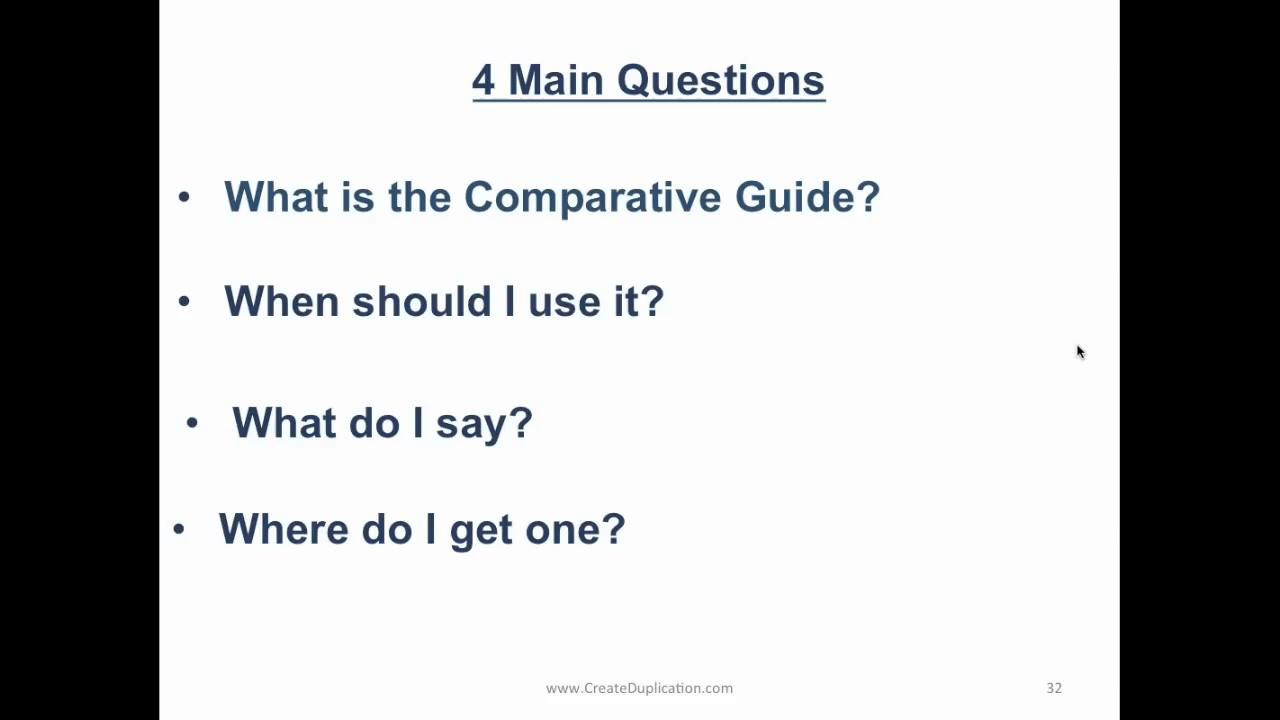 4 Main Questions
• What is the Comparative Guide?
• When should I use it?
• What do I say?
• Where do I get one?
www.CreateDuplication.com
32